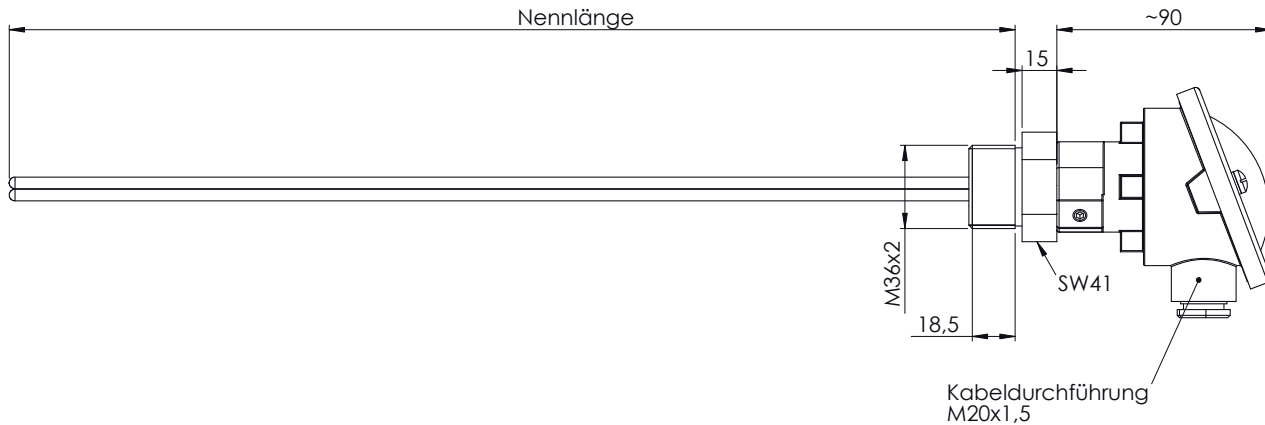 Nennlänge
~90
15
M36x2
SW41
18,5
Kabeldurchführung
M20x1,5